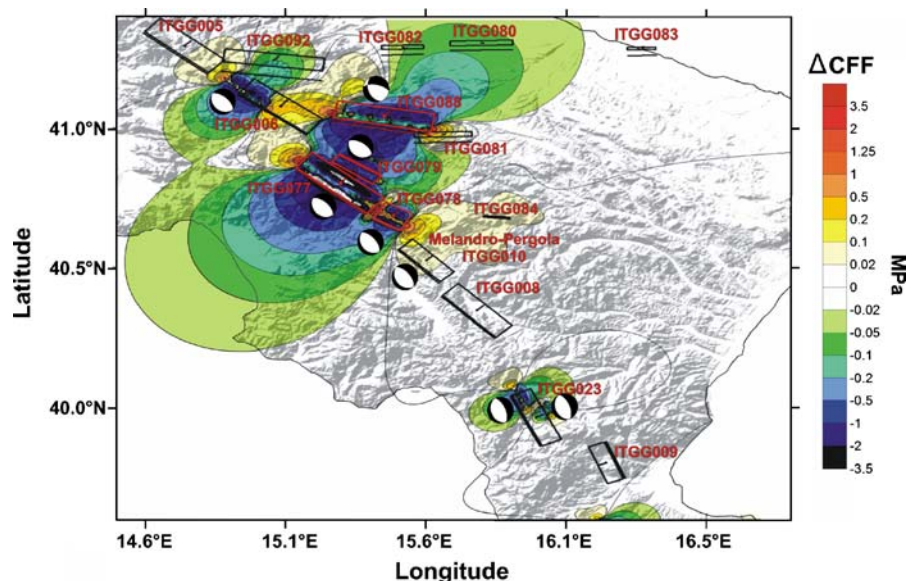 ITGG005
ITGG092
ITGG082
ITGG080
ITGG083
ΔCFF
3.5
2
1.25
1
0.5
0.2
0.1
0.02
0
-0.02
-0.05
-0.1
-0.2
-0.5
-1
-2
-3.5
MPa
ITGG006
ITGG088
ITGG081
ITGG079
ITGG077
ITGG078
ITGG084
Melandro-Pergola
ITGG010
ITGG008
ITGG023
ITGG009
41.0°N
40.5°N
40.0°N
Latitude
14.6°E 15.1°E 15.6°E 16.1°E 16.5°E
Longitude